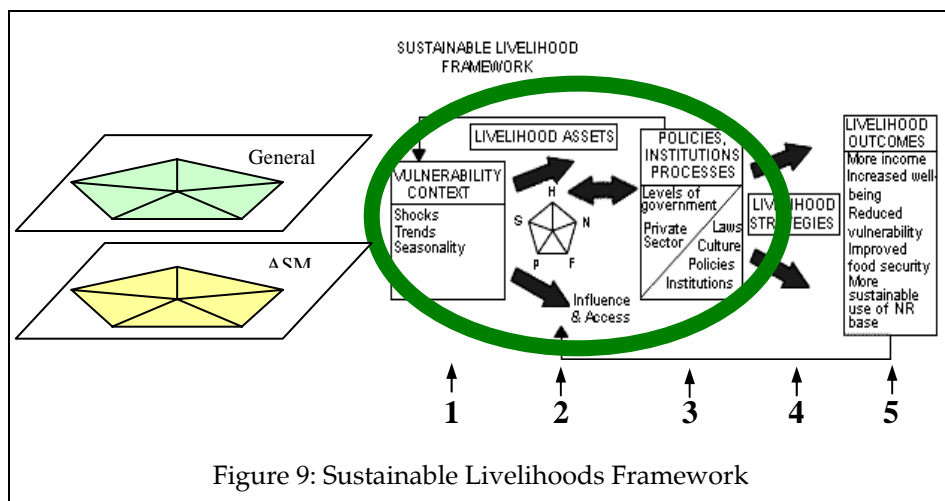 SUSTAINABLE LIVELIHOOD
FRAMEWORK
General
ASM
LIVELIHOOD ASSETS
VULNERABILITY
CONTEXT
Shocks
Trends
Seasonality
H
S
N
P
F
Influence
& Access
POLICIES,
INSTITUTIONS
PROCESSES
Levels of
government
Private
Sector
Laws
Culture
Policies
Institutions
LIVELIHOOD
STRATEGIES
LIVELIHOOD
OUTCOMES
More income
Increased well-
being
Reduced
vulnerability
Improved
food security
More
sustainable
use of NR
base
1
2
3
4
5
Figure 9: Sustainable Livelihoods Framework